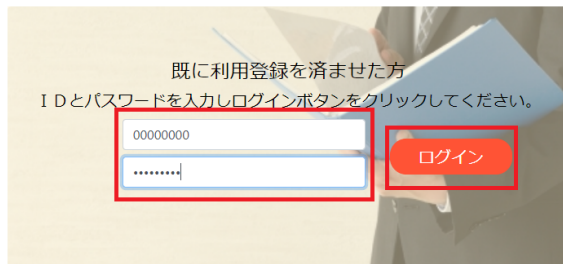 既に利用登録を済ませた方
ＩＤとパスワードを入力しログインボタンをクリックしてください。
00000000
•••••••••
ログイン